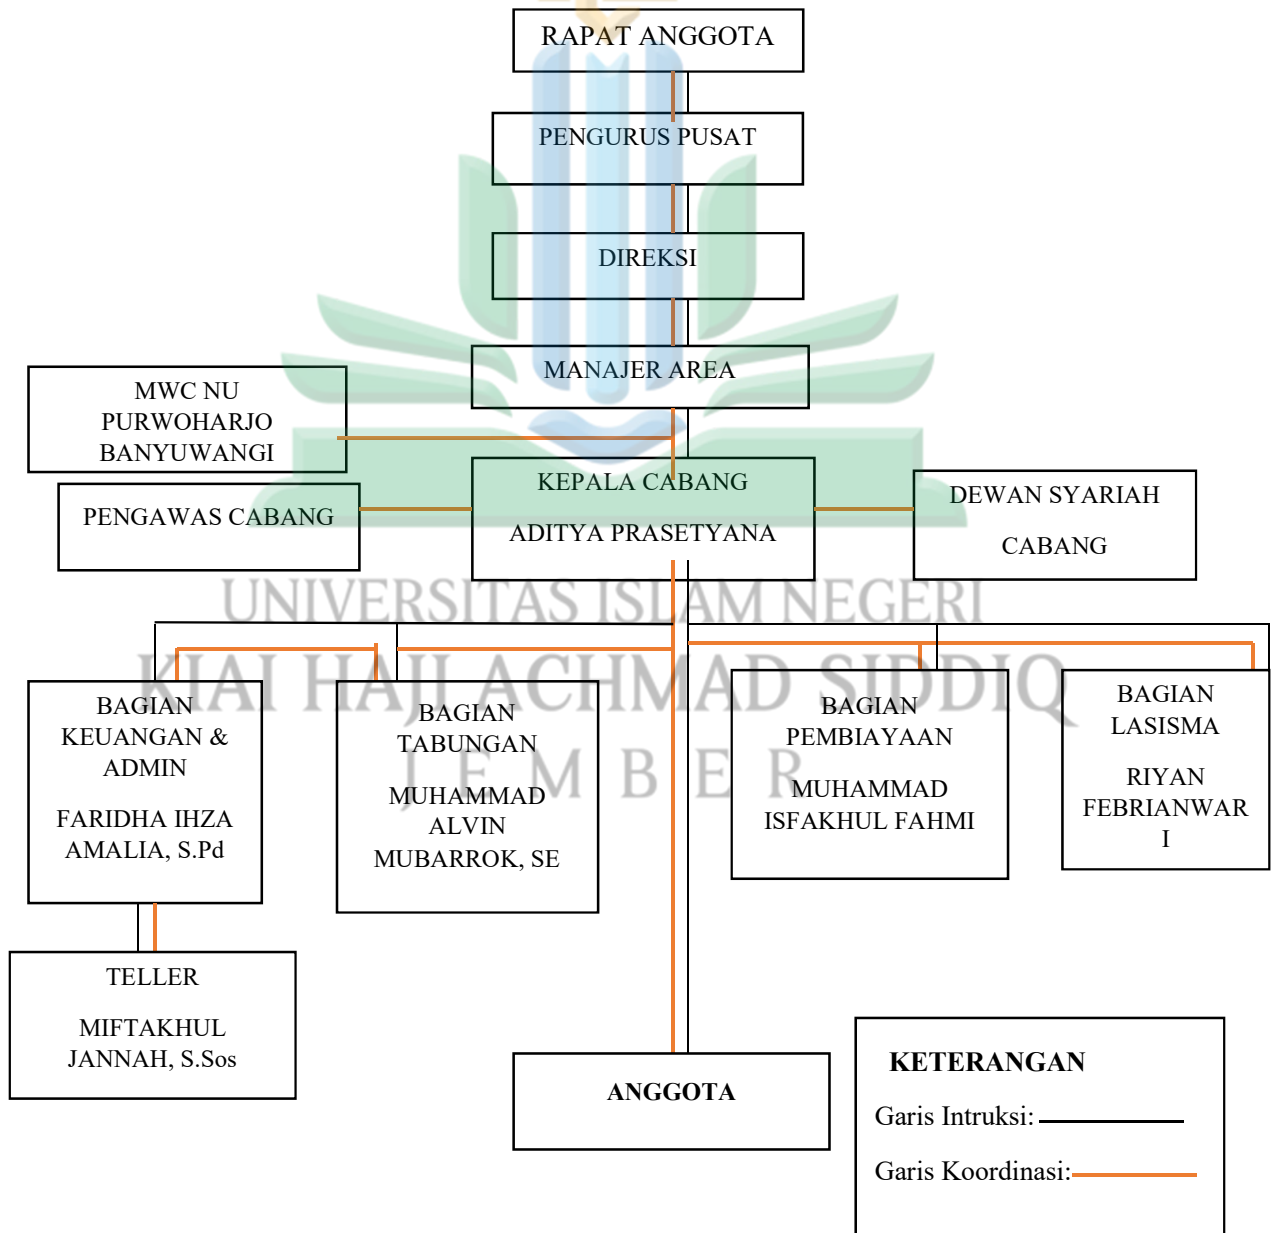 RAPAT ANGGOTA
PENGURUS PUSAT
DIREKSI
MANAJER AREA
MWC NU
PURWOHARJO
BANYUWANGI
KEPALA CABANG
ADITYA PRASETYANA
PENGAWAS CABANG
DEWAN SYARIAH
CABANG
UNIVERSITAS ISLAM NEGERI
KIAI HAJI ACHMAD SIDDIQ
JEMBER
BAGIAN
KEUANGAN &
ADMIN
FARIDHA IHZA
AMALIA, S.Pd
BAGIAN
TABUNGAN
MUHAMMAD
ALVIN
MUBARROK, SE
BAGIAN
PEMBIAYAAN
MUHAMMAD
ISFAKHUL FAHMI
BAGIAN
LASISMA
RIYAN
FEBRIANWAR
I
TELLER
MIFTAKHUL
JANNAH, S.Sos
ANGGOTA
KETERANGAN
Garis Intruksi:
Garis Koordinasi: